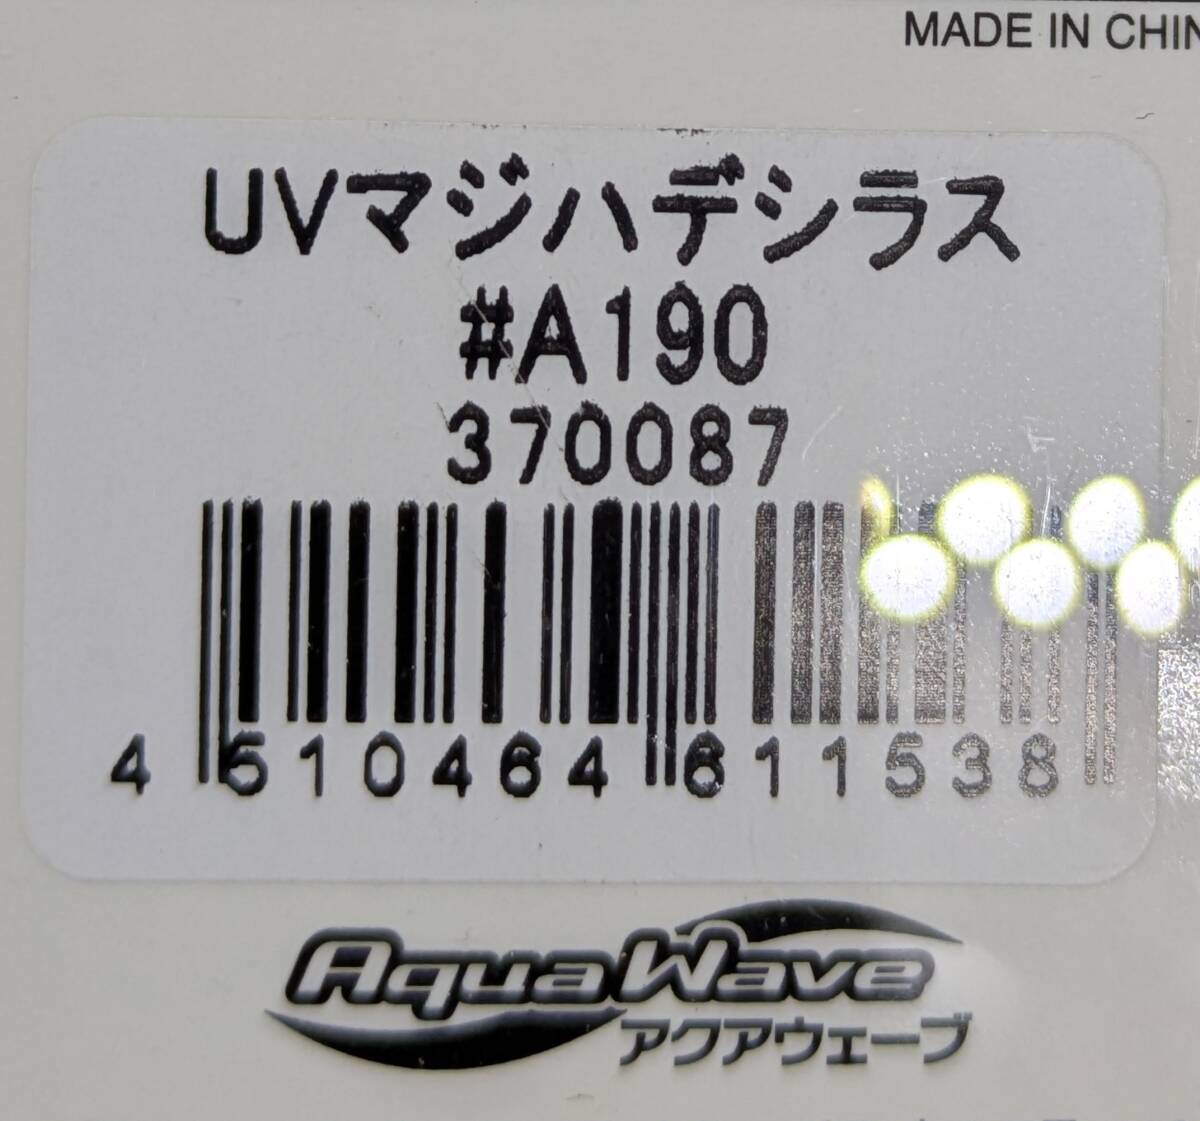 MADE IN CHIN
UVマジハデシラス
#A190
370087
4 510464 611538
AquaWave
アクアウェーブ